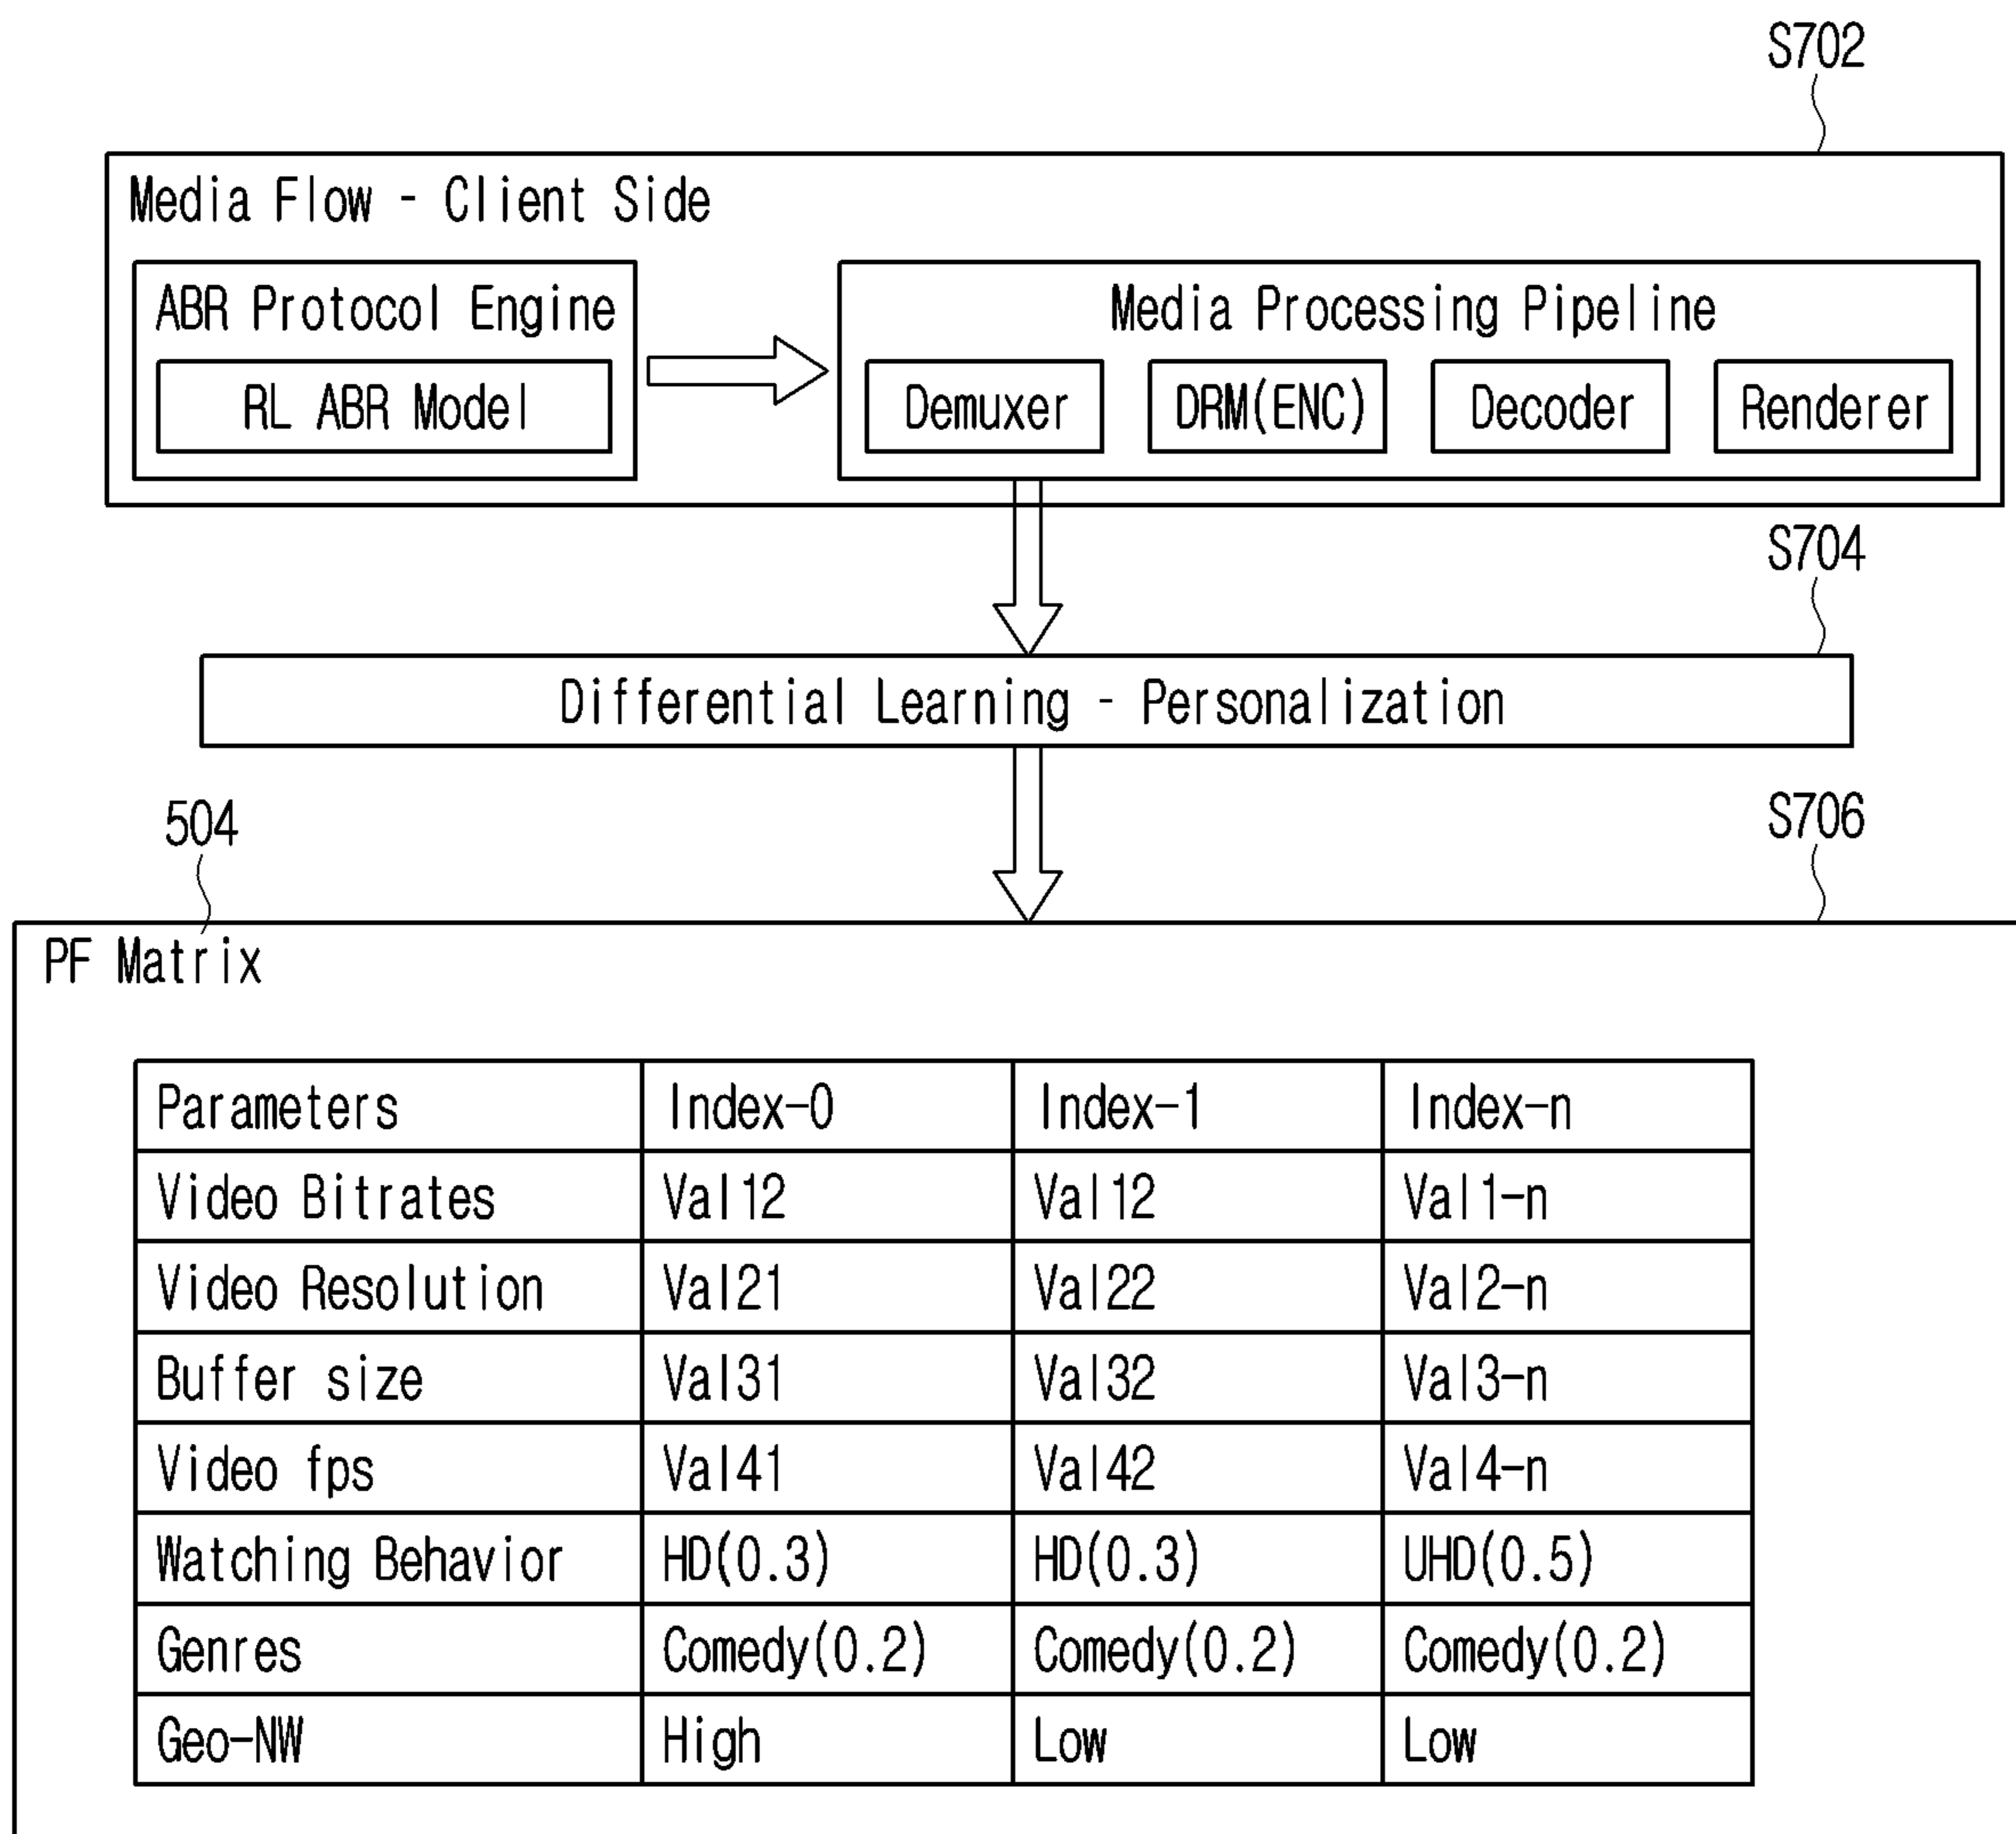 S702
Media Flow - Client Side
ABR Protocol Engine
RL ABR Model
Media Processing Pipeline
Demuxer
DRM(ENC)
Decoder
Renderer
S704
Differential Learning - Personalization
504
S706
PF Matrix
Parameters Index-0 Index-1 Index-n
Video Bitrates Val12 Val12 Val1-n
Video Resolution Val21 Val22 Val2-n
Buffer size Val31 Val32 Val3-n
Video fps Val41 Val42 Val4-n
Watching Behavior HD(0.3) HD(0.3) UHD(0.5)
Genres Comedy(0.2) Comedy(0.2) Comedy(0.2)
Geo-NW High Low Low